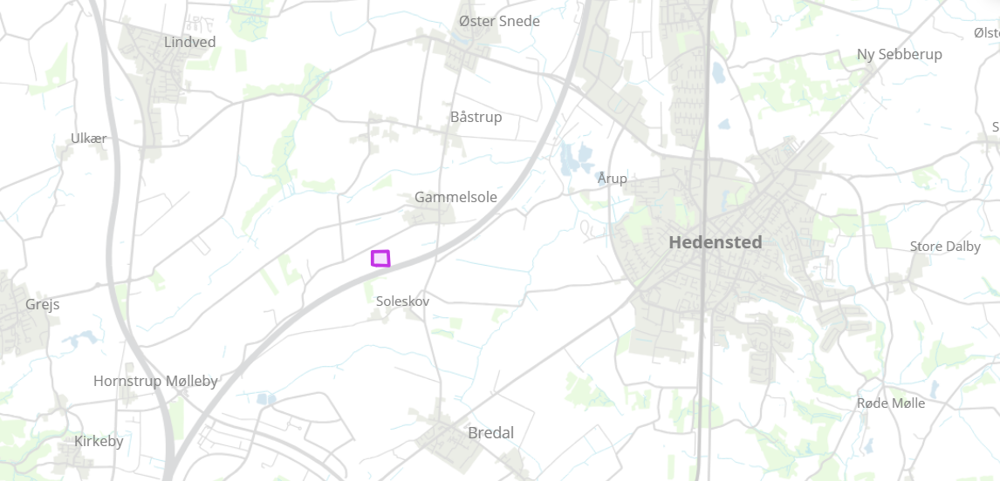 Øster Snede
Lindved
Ny Sebberup
Båstrup
Ulkær
Årup
Gammelsole
Hedensted
Store Dalby
Grejs
Soleskov
Hornstrup Mølleby
Røde Mølle
Bredal
Kirkeby